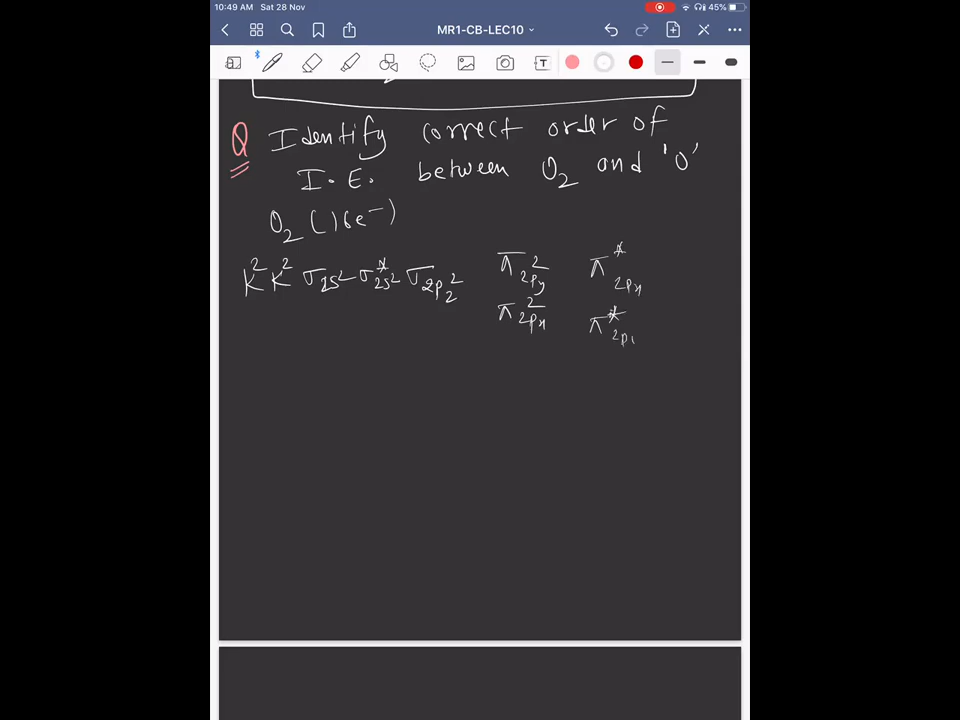 10:49 AM Sat 28 Nov 45%
MR1-CB-LEC10
T
Q Identify correct order of
I.E. between O₂ and 'O'
O₂ (16e⁻)
K² K² σ2s² σ*2s² σ2pz² π2py² π*2px
π2px² π*2p